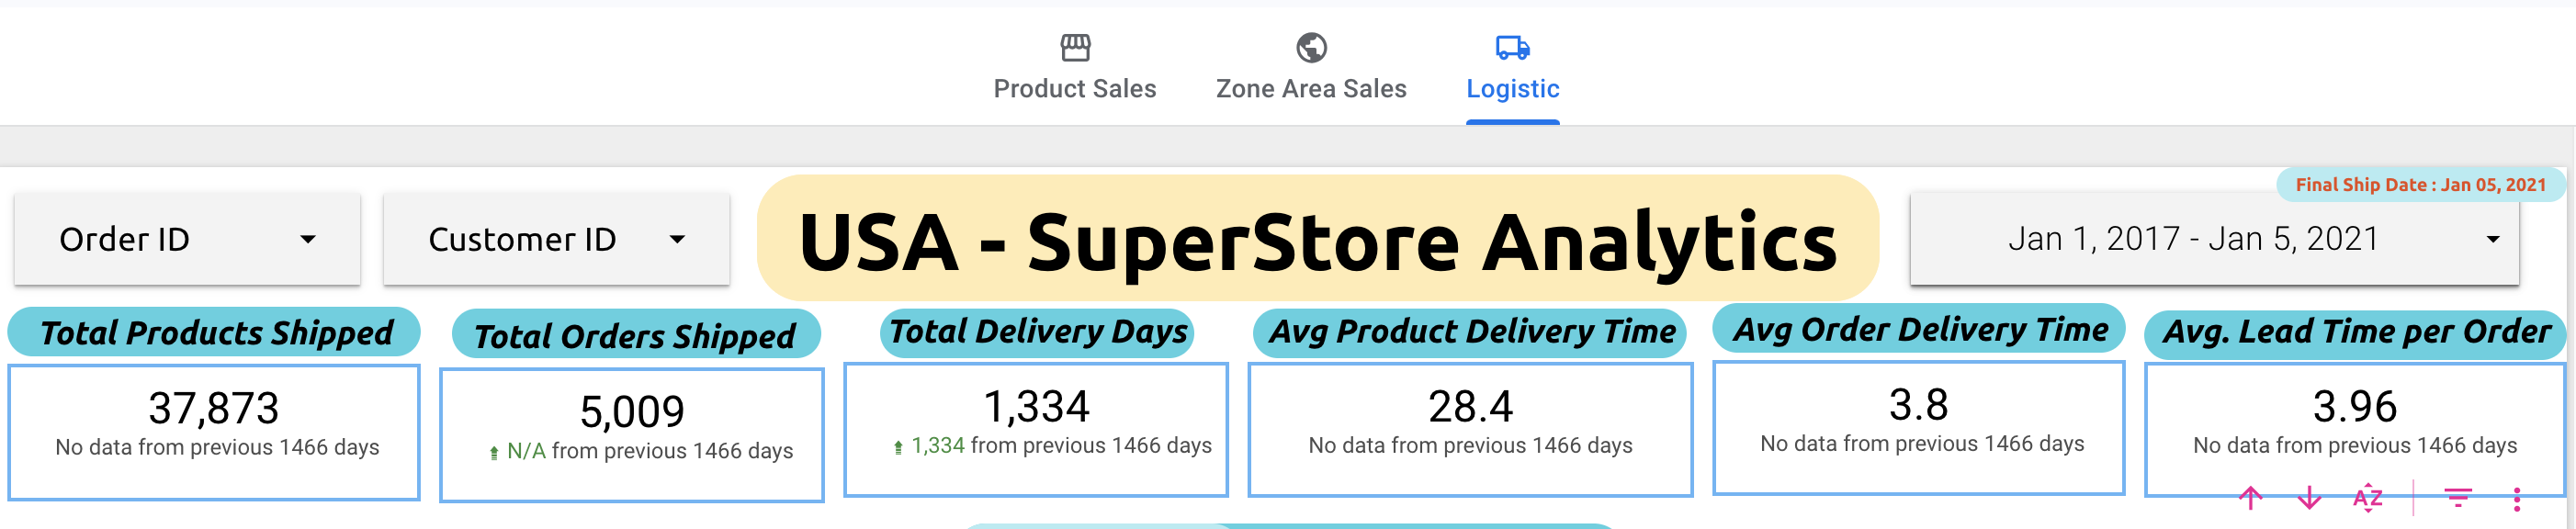 Product Sales
Zone Area Sales
Logistic
Final Ship Date : Jan 05, 2021
Order ID
Customer ID
USA - SuperStore Analytics
Jan 1, 2017 - Jan 5, 2021
Total Products Shipped
37,873
No data from previous 1466 days
Total Orders Shipped
5,009
N/A from previous 1466 days
Total Delivery Days
1,334
1,334 from previous 1466 days
Avg Product Delivery Time
28.4
No data from previous 1466 days
Avg Order Delivery Time
3.8
No data from previous 1466 days
Avg. Lead Time per Order
3.96
No data from previous 1466 days
AZ